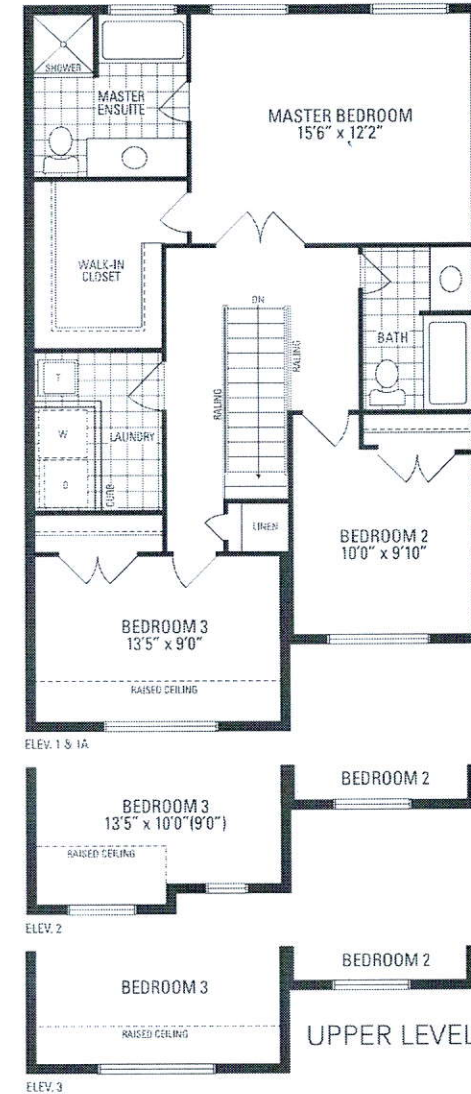 SHOWER
MASTER
ENSUITE
MASTER BEDROOM
15'6" x 12'2"
WALK-IN
CLOSET
DN
RAILING
RAILING
BATH
T
W
D
LAUNDRY
CURB
LINEN
BEDROOM 2
10'0" x 9'10"
BEDROOM 3
13'5" x 9'0"
RAISED CEILING
ELEV. 1 & 1A
BEDROOM 2
BEDROOM 3
13'5" x 10'0"(9'0")
RAISED CEILING
ELEV. 2
BEDROOM 2
BEDROOM 3
RAISED CEILING
UPPER LEVEL
ELEV. 3